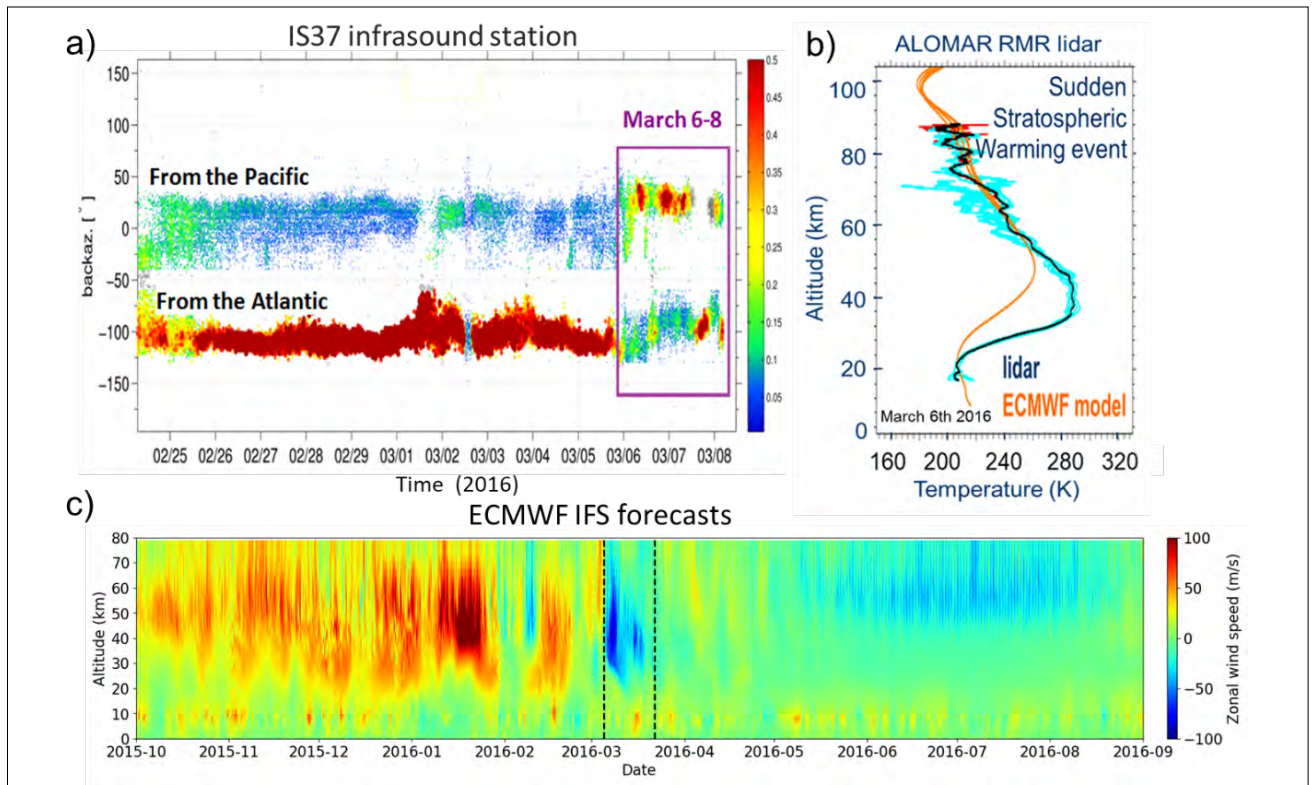 a)
IS37 infrasound station
150
100
50
0
−50
−100
−150
backaz. [ ° ]
From the Pacific
From the Atlantic
March 6-8
0.5
0.45
0.4
0.35
0.3
0.25
0.2
0.15
0.1
0.05
02/25 02/26 02/27 02/28 02/29 03/01 03/02 03/03 03/04 03/05 03/06 03/07 03/08
Time (2016)
b)
ALOMAR RMR lidar
Sudden
Stratospheric
Warming event
100
80
60
40
20
0
Altitude (km)
lidar
ECMWF model
March 6th 2016
160 200 240 280 320
Temperature (K)
c)
ECMWF IFS forecasts
80
70
60
50
40
30
20
10
0
Altitude (km)
2015-10 2015-11 2015-12 2016-01 2016-02 2016-03 2016-04 2016-05 2016-06 2016-07 2016-08 2016-09
Date
100
50
0
−50
−100
Zonal wind speed (m/s)